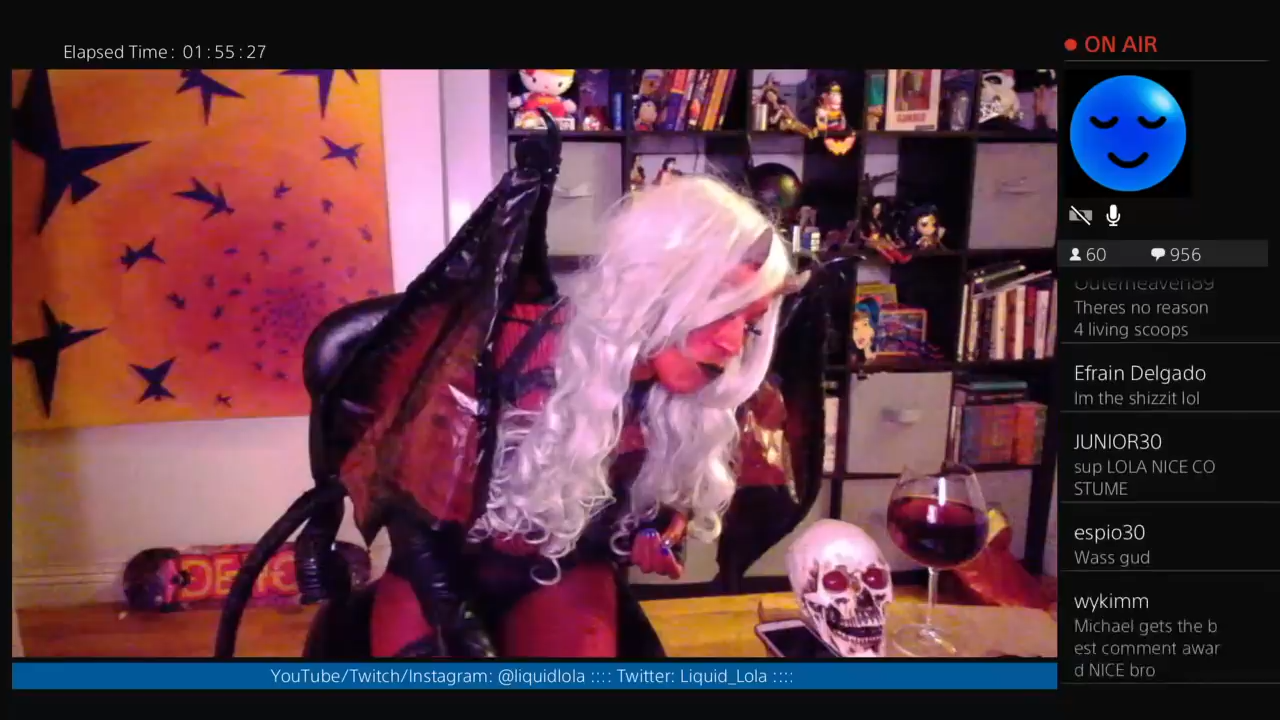 Elapsed Time: 01:55:27
ON AIR
60
956
Outerheaven89
Theres no reason
4 living scoops
Efrain Delgado
Im the shizzit lol
JUNIOR30
sup LOLA NICE CO
STUME
espio30
Wass gud
wykimm
Michael gets the b
est comment awar
d NICE bro
YouTube/Twitch/Instagram: @liquidlola :::: Twitter: Liquid_Lola ::::